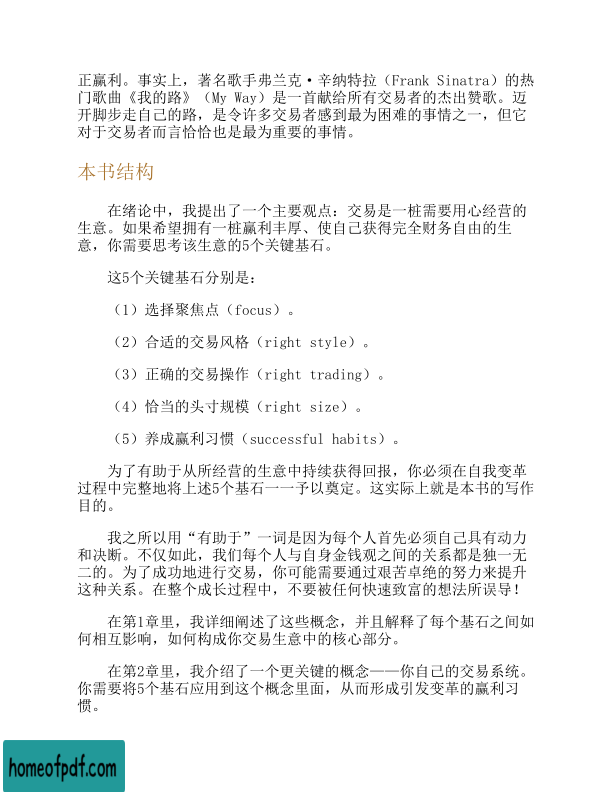 正赢利。事实上，著名歌手弗兰克·辛纳特拉（Frank Sinatra）的热
门歌曲《我的路》（My Way）是一首献给所有交易者的杰出赞歌。迈
开脚步走自己的路，是令许多交易者感到最为困难的事情之一，但它
对于交易者而言恰恰也是最为重要的事情。
本书结构
在绪论中，我提出了一个主要观点：交易是一桩需要用心经营的
生意。如果希望拥有一桩赢利丰厚、使自己获得完全财务自由的生
意，你需要思考该生意的5个关键基石。
这5个关键基石分别是：
（1）选择聚焦点（focus）。
（2）合适的交易风格（right style）。
（3）正确的交易操作（right trading）。
（4）恰当的头寸规模（right size）。
（5）养成赢利习惯（successful habits）。
为了有助于从所经营的生意中持续获得回报，你必须在自我变革
过程中完整地将上述5个基石一一予以奠定。这实际上就是本书的写作
目的。
我之所以用“有助于”一词是因为每个人首先必须自己具有动力
和决断。不仅如此，我们每个人与自身金钱观之间的关系都是独一无
二的。为了成功地进行交易，你可能需要通过艰苦卓绝的努力来提升
这种关系。在整个成长过程中，不要被任何快速致富的想法所误导！
在第1章里，我详细阐述了这些概念，并且解释了每个基石之间如
何相互影响，如何构成你交易生意中的核心部分。
在第2章里，我介绍了一个更关键的概念——你自己的交易系统。
你需要将5个基石应用到这个概念里面，从而形成引发变革的赢利习
惯。
homeofpdf.com